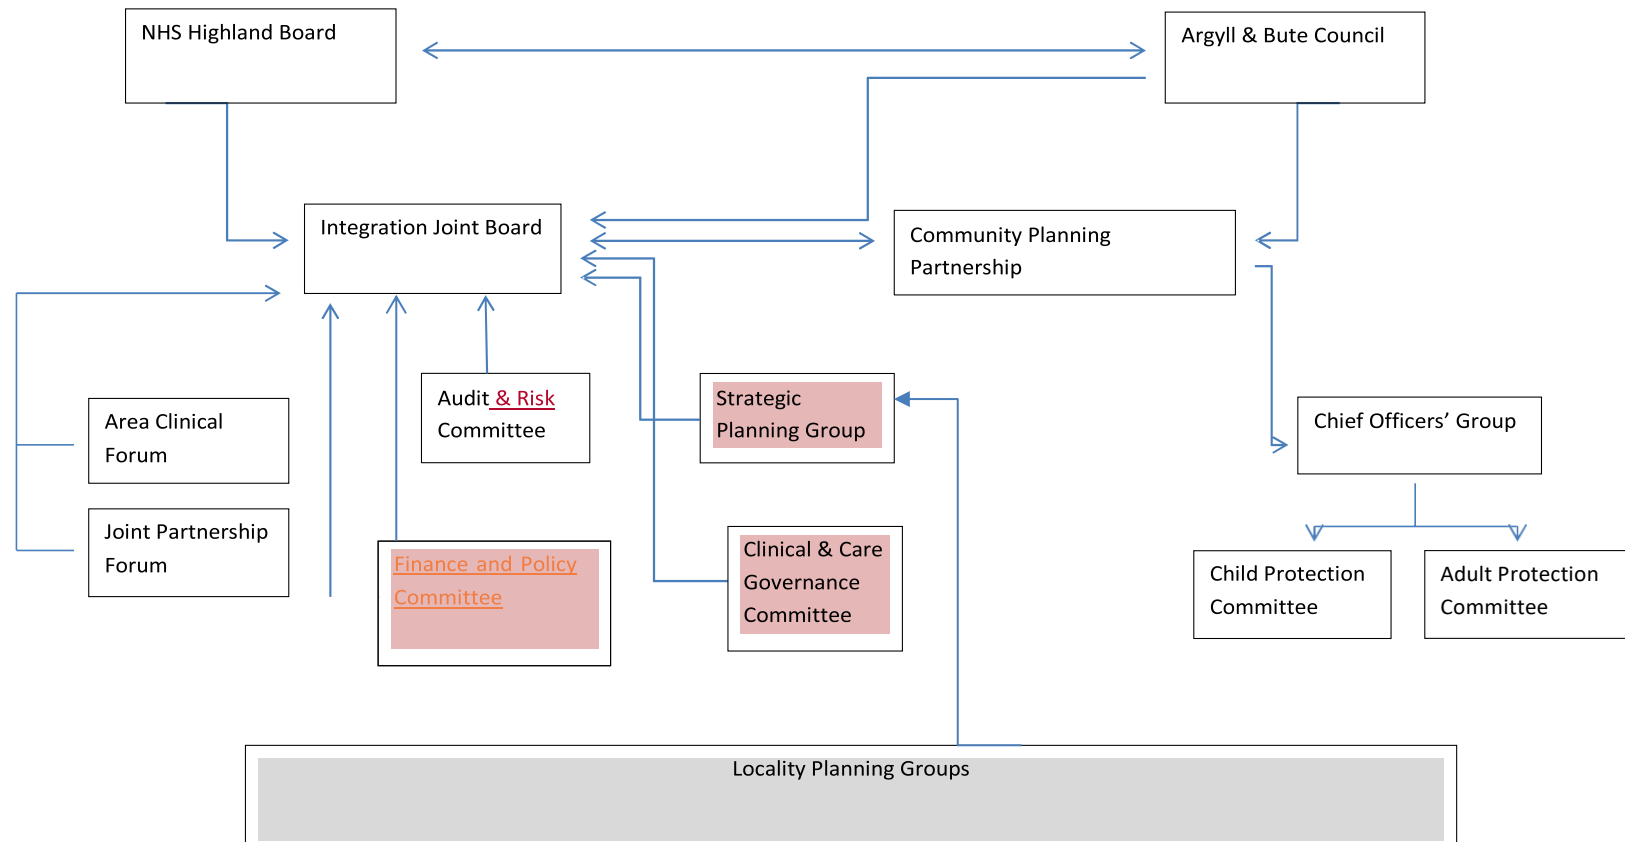 NHS Highland Board
Argyll & Bute Council
Integration Joint Board
Community Planning
Partnership
Audit & Risk
Committee
Strategic
Planning Group
Area Clinical
Forum
Chief Officers’ Group
Joint Partnership
Forum
Finance and Policy
Committee
Clinical & Care
Governance
Committee
Child Protection
Committee
Adult Protection
Committee
Locality Planning Groups